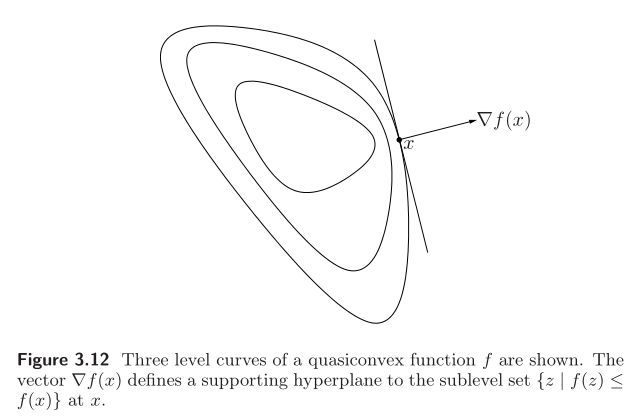 ∇f(x)
x
Figure 3.12 Three level curves of a quasiconvex function f are shown. The
vector ∇f(x) defines a supporting hyperplane to the sublevel set {z | f(z) ≤
f(x)} at x.